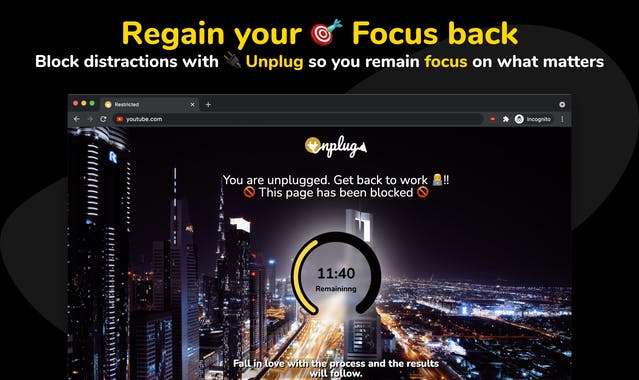 Regain your 🎯 Focus back
Block distractions with 🔌 Unplug so you remain focus on what matters
Restricted
youtube.com
Incognito
Unplug
You are unplugged. Get back to work 👩‍💻!!
🚫 This page has been blocked 🚫
11:40
Remaininng
Fall in love with the process and the results
will follow.